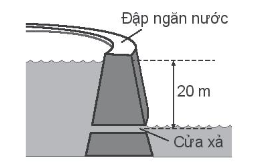 Đập ngăn nước
20 m
Cửa xả